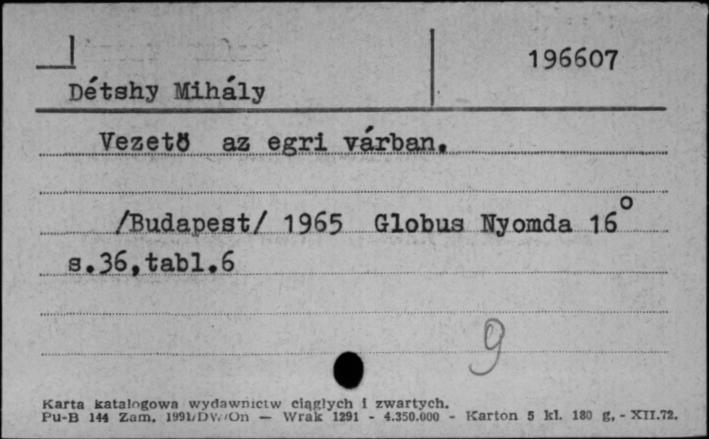 196607
Détshy Mihály
Vezető az egri várban.
/Budapest/ 1965 Globus Nyomda 16°
s.36,tabl.6
9
Karta katalogowa wydawnictw ciągłych i zwartych.
Pu-B 144 Zam. 1991/DW/On — Wrak 1291 - 4.350.000 - Karton 5 kl. 180 g. - XII.72.